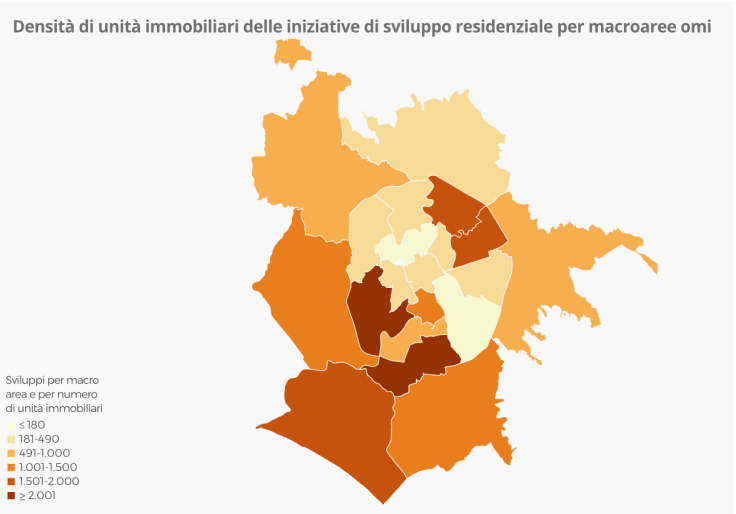 Densità di unità immobiliari delle iniziative di sviluppo residenziale per macroaree omi
Sviluppi per macro
area e per numero
di unità immobiliari
≤ 180
181-490
491-1.000
1.001-1.500
1.501-2.000
≥ 2.001